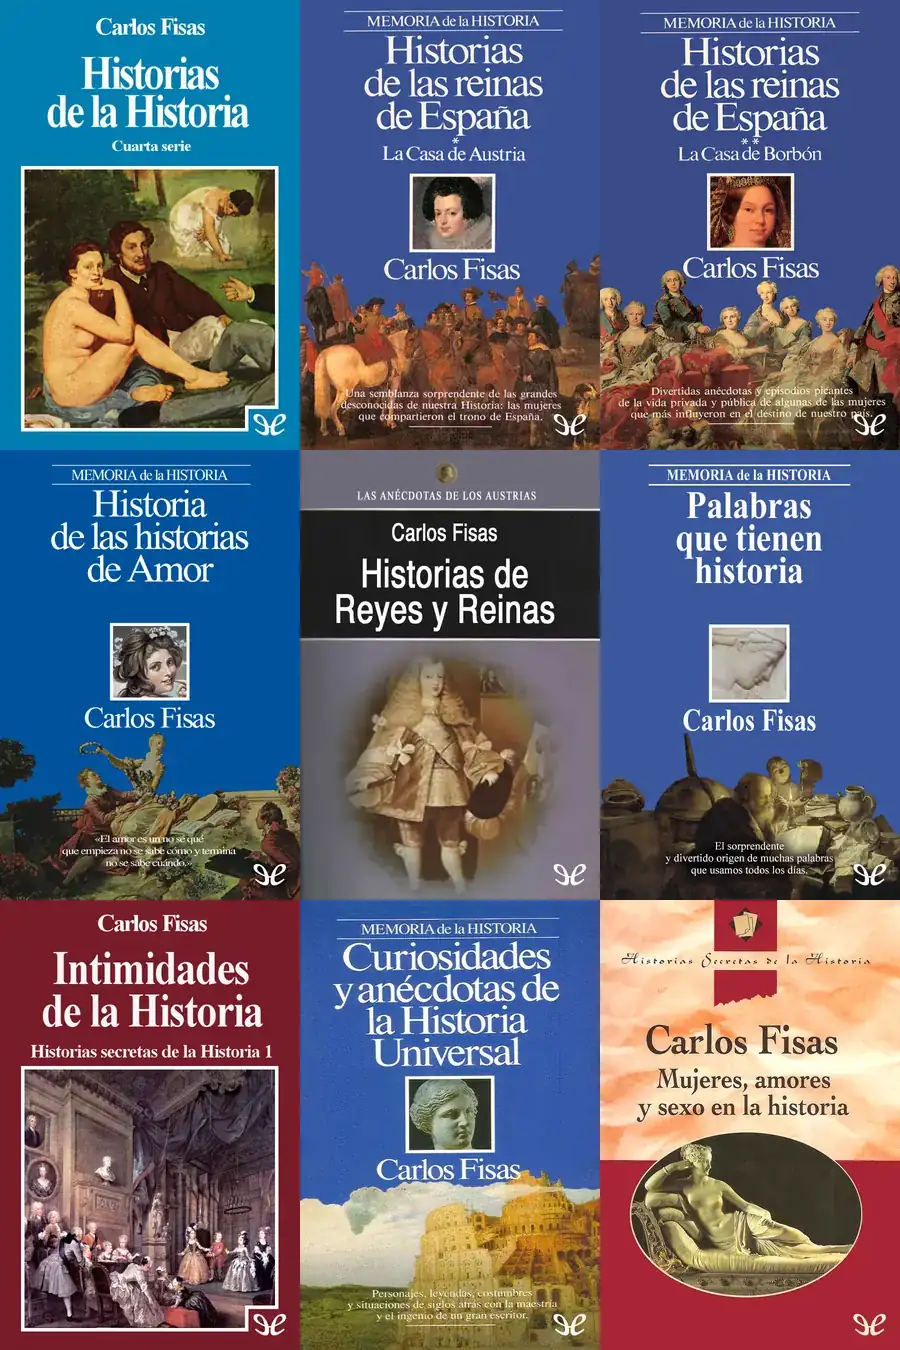 Carlos Fisas
Historias
de la Historia
Cuarta serie
MEMORIA de la HISTORIA
Historias
de las reinas
de España
*
La Casa de Austria
Carlos Fisas
Una semblanza sorprendente de las grandes
desconocidas de nuestra Historia: las mujeres
que compartieron el trono de España.
MEMORIA de la HISTORIA
Historias
de las reinas
de España
**
La Casa de Borbón
Carlos Fisas
Divertidas anécdotas y episodios picantes
de la vida privada y pública de algunas de las mujeres
que más influyeron en el destino de nuestro país.
MEMORIA de la HISTORIA
Historia
de las historias
de Amor
Carlos Fisas
«El amor es un no sé qué
que empieza no se sabe cómo y termina
no se sabe cuándo.»
LAS ANÉCDOTAS DE LOS AUSTRIAS
Carlos Fisas
Historias de
Reyes y Reinas
MEMORIA de la HISTORIA
Palabras
que tienen
historia
Carlos Fisas
El sorprendente
y divertido origen de muchas palabras
que usamos todos los días.
Carlos Fisas
Intimidades
de la Historia
Historias secretas de la Historia 1
MEMORIA de la HISTORIA
Curiosidades
y anécdotas de
la Historia
Universal
Carlos Fisas
Personajes, leyendas, costumbres
y situaciones de siglos atrás con la maestría
y el ingenio de un gran escritor.
Historias Secretas de la Historia
Carlos Fisas
Mujeres, amores
y sexo en la historia